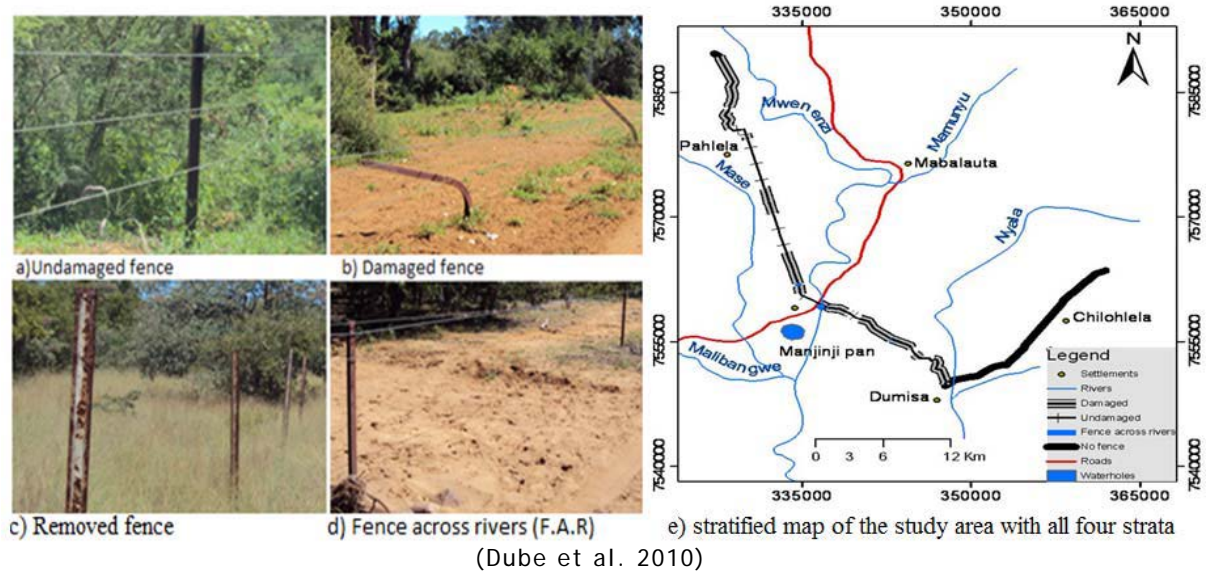 a)Undamaged fence
b) Damaged fence
c) Removed fence
d) Fence across rivers (F.A.R)
335000 350000 365000
N
7585000
7570000
7555000
7540000
Mwenenzi
Mamunyu
Pahlela
Mase
Mabalauta
Nyala
Chilohlela
Manjinji pan
Malibangwe
Dumisa
0 3 6 12 Km
Legend
Settlements
Rivers
Damaged
Undamaged
Fence across rivers
No fence
Roads
Waterholes
7585000
7570000
7555000
7540000
335000 350000 365000
e) stratified map of the study area with all four strata
(Dube et al. 2010)